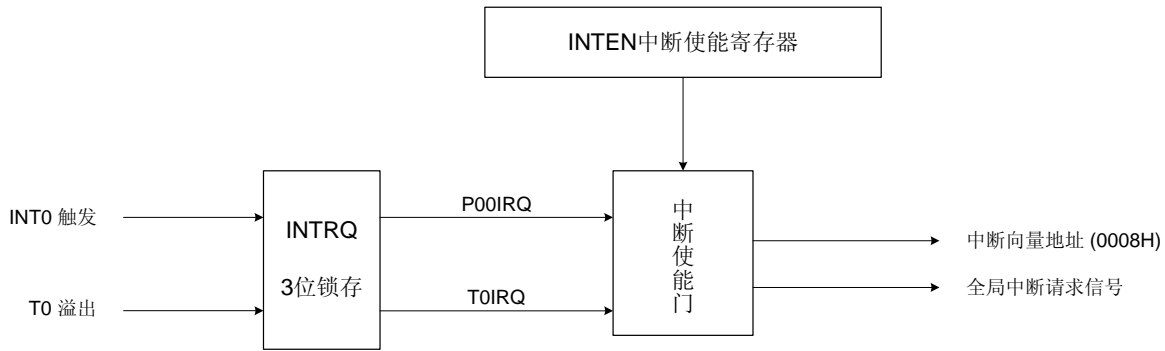 INTEN中断使能寄存器
INT0 触发
T0 溢出
INTRQ
3位锁存
P00IRQ
T0IRQ
中断使能门
中断向量地址 (0008H)
全局中断请求信号